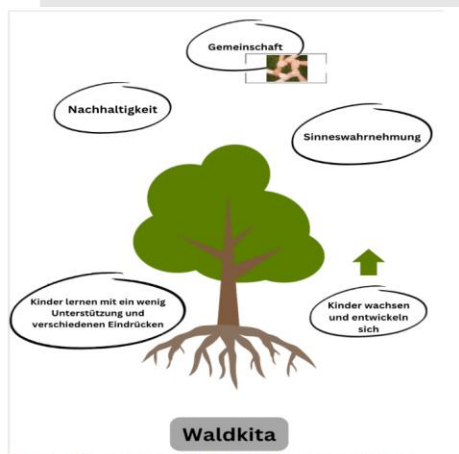 Gemeinschaft
Nachhaltigkeit
Sinneswahrnehmung
Kinder lernen mit ein wenig
Unterstützung und
verschiedenen Eindrücken
Kinder wachsen
und entwickeln
sich
Waldkita